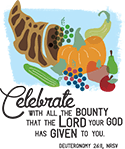 Celebrate
WITH ALL THE BOUNTY
THAT THE LORD YOUR GOD
HAS GIVEN TO YOU.
DEUTERONOMY 26:11, NRSV